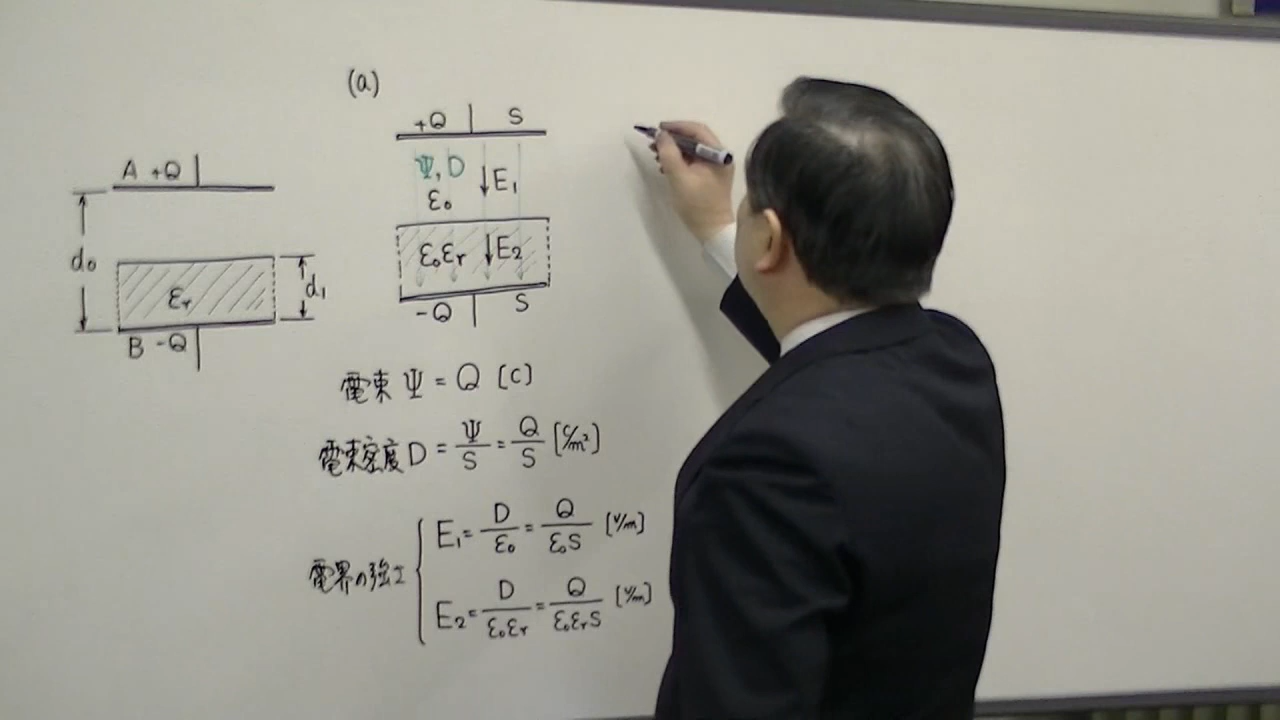 (a)
A +Q
d₀
εr
d₁
B -Q
+Q S
Ψ, D E₁
ε₀
ε₀εr E₂
-Q S
電束 Ψ = Q [C]
電束密度 D = Ψ/S = Q/S [C/m²]
電界の強さ
E₁ = D/ε₀ = Q/ε₀S [V/m]
E₂ = D/ε₀εr = Q/ε₀εrS [V/m]